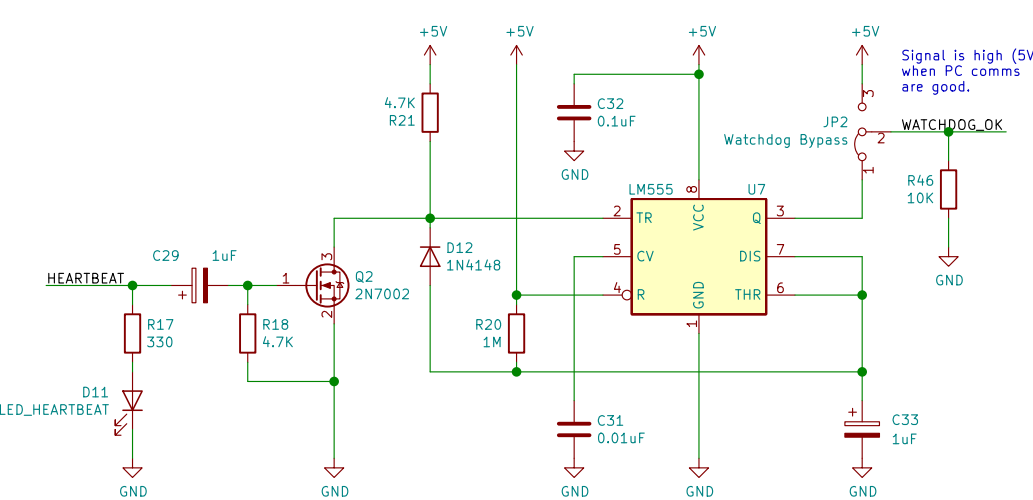 +5V
+5V
+5V
+5V
Signal is high (5V
when PC comms
are good.
4.7K
R21
C32
0.1uF
GND
3
JP2
Watchdog Bypass
2
1
WATCHDOG_OK
R46
10K
GND
LM555
U7
8
VCC
2
TR
Q
3
5
CV
DIS
7
4
R
THR
6
GND
1
D12
1N4148
C29
1uF
HEARTBEAT
1
3
Q2
2N7002
2
R17
330
R18
4.7K
R20
1M
D11
LED_HEARTBEAT
C31
0.01uF
C33
1uF
GND
GND
GND
GND
GND